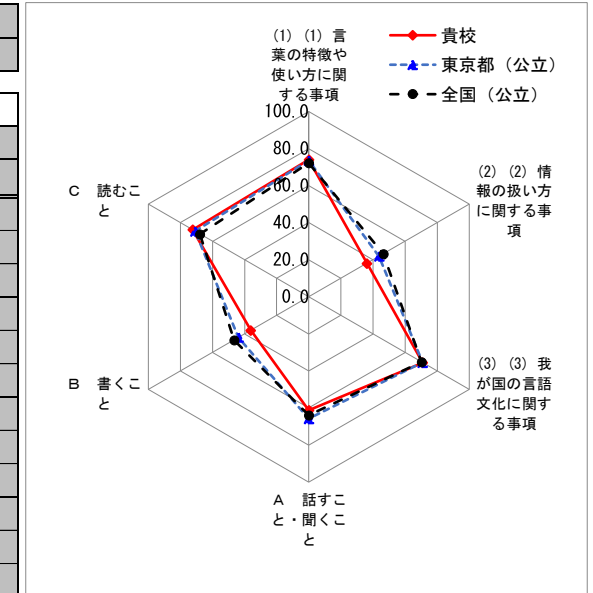 (1) (1) 言
葉の特徴や
使い方に関
する事項
貴校
東京都（公立）
全国（公立）
100.0
80.0
60.0
40.0
20.0
0.0
(2) (2) 情
報の扱い方
に関する事
項
(3) (3) 我
が国の言語
文化に関す
る事項
A 話すこ
と・聞くこ
と
B 書くこ
と
C 読むこ
と